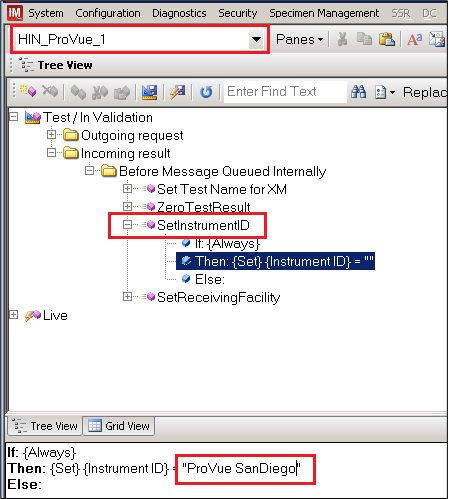 IM System Configuration Diagnostics Security Specimen Management SSR DC
HIN_ProVue_1 Panes
Tree View
Enter Find Text Replac
Test / In Validation
Outgoing request
Incoming result
Before Message Queued Internally
Set Test Name for XM
ZeroTestResult
SetInstrumentID
If: {Always}
Then: {Set} {Instrument ID} = ""
Else:
SetReceivingFacility
Live
Tree View Grid View
If: {Always}
Then: {Set} {Instrument ID} = "ProVue SanDiego"
Else: